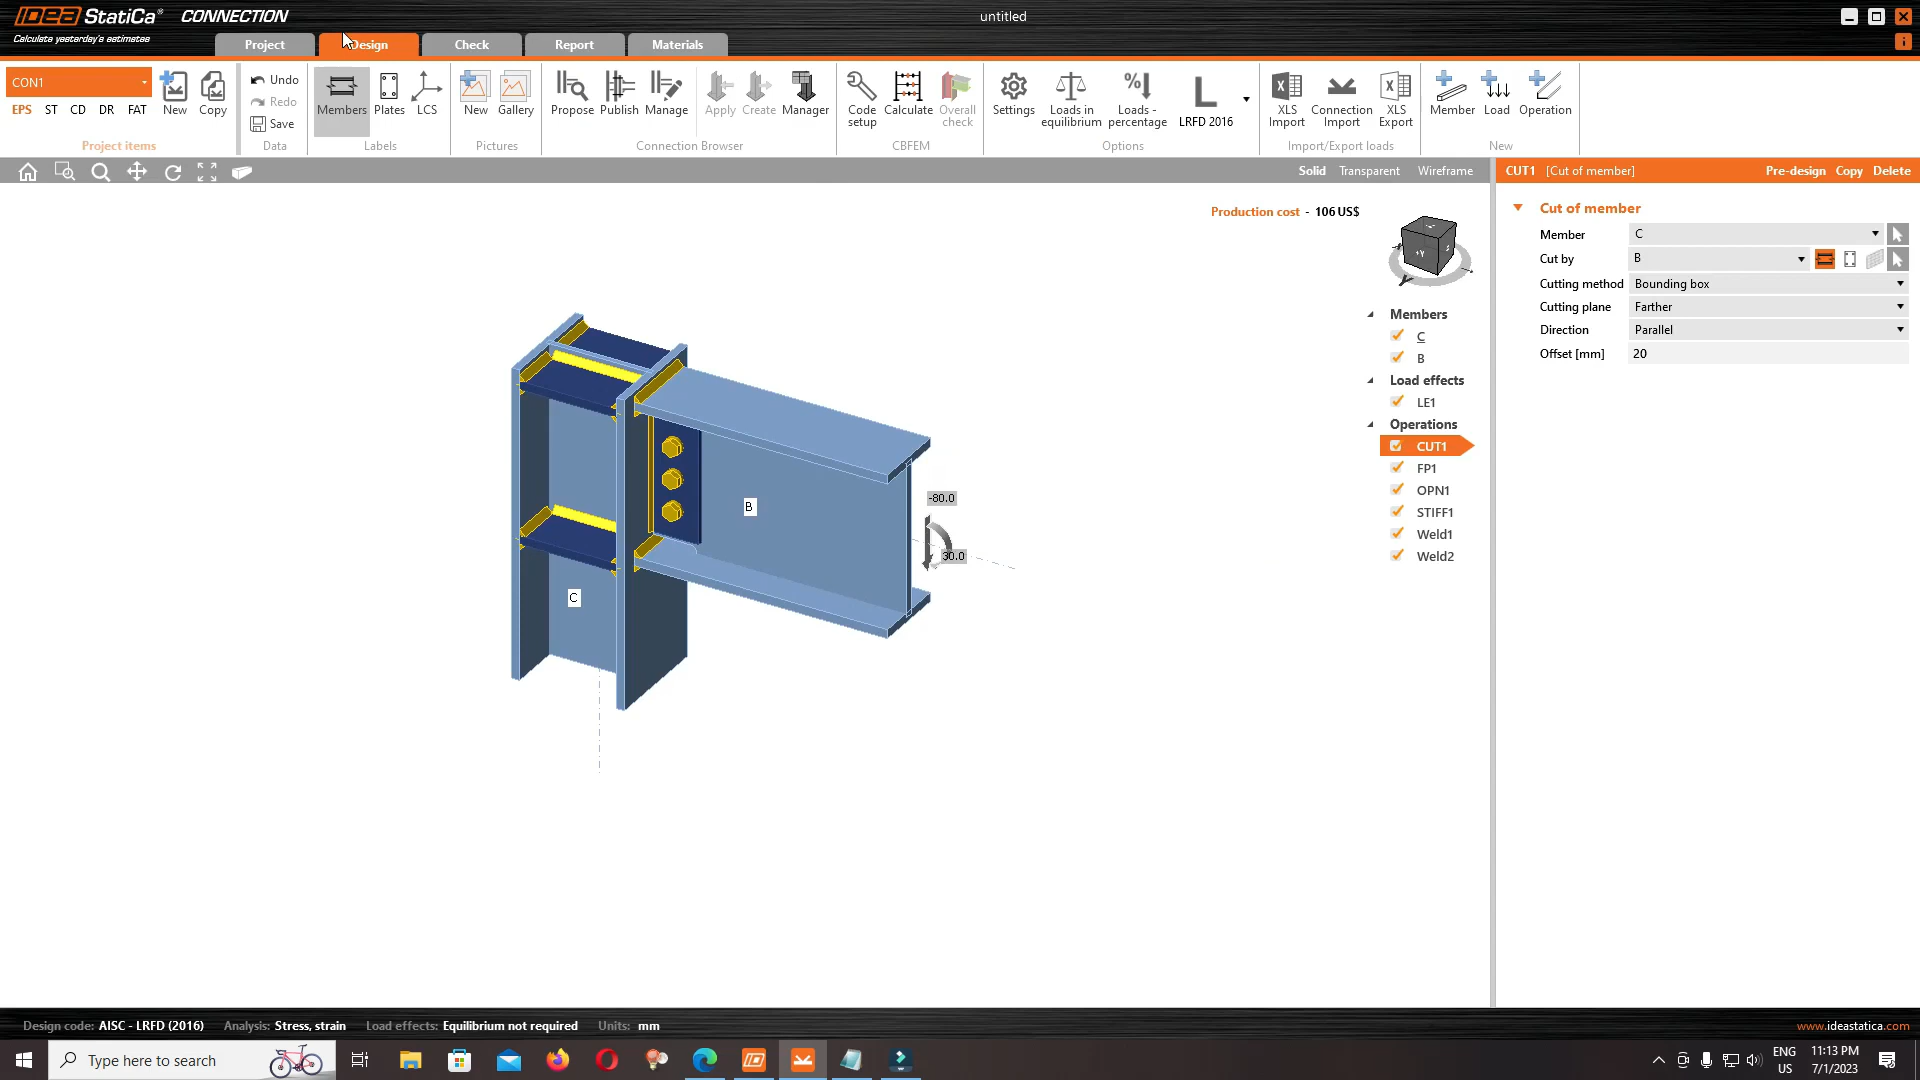 IDEA StatiCa® CONNECTION
Calculate yesterday's estimates
untitled
i
Project
Design
Check
Report
Materials
CON1
EPS ST CD DR FAT
New
Copy
Project items
Undo
Redo
Save
Data
Members
Plates
LCS
Labels
New
Gallery
Pictures
Propose
Publish
Manage
Apply
Create
Manager
Connection Browser
Code setup
Calculate
Overall check
CBFEM
Settings
Loads in equilibrium
Loads - percentage
LRFD 2016
Options
XLS Import
Connection Import
XLS Export
Import/Export loads
Member
Load
Operation
New
Solid Transparent Wireframe
CUT1 [Cut of member] Pre-design Copy Delete
Production cost - 106 US$
+Y
Cut of member
Member C
Cut by B
Cutting method Bounding box
Cutting plane Farther
Direction Parallel
Offset [mm] 20
Members
C
B
Load effects
LE1
Operations
CUT1
FP1
OPN1
STIFF1
Weld1
Weld2
B
C
-80.0
30.0
Design code: AISC - LRFD (2016) Analysis: Stress, strain Load effects: Equilibrium not required Units: mm
www.ideastatica.com
Type here to search
ENG
US
11:13 PM
7/1/2023